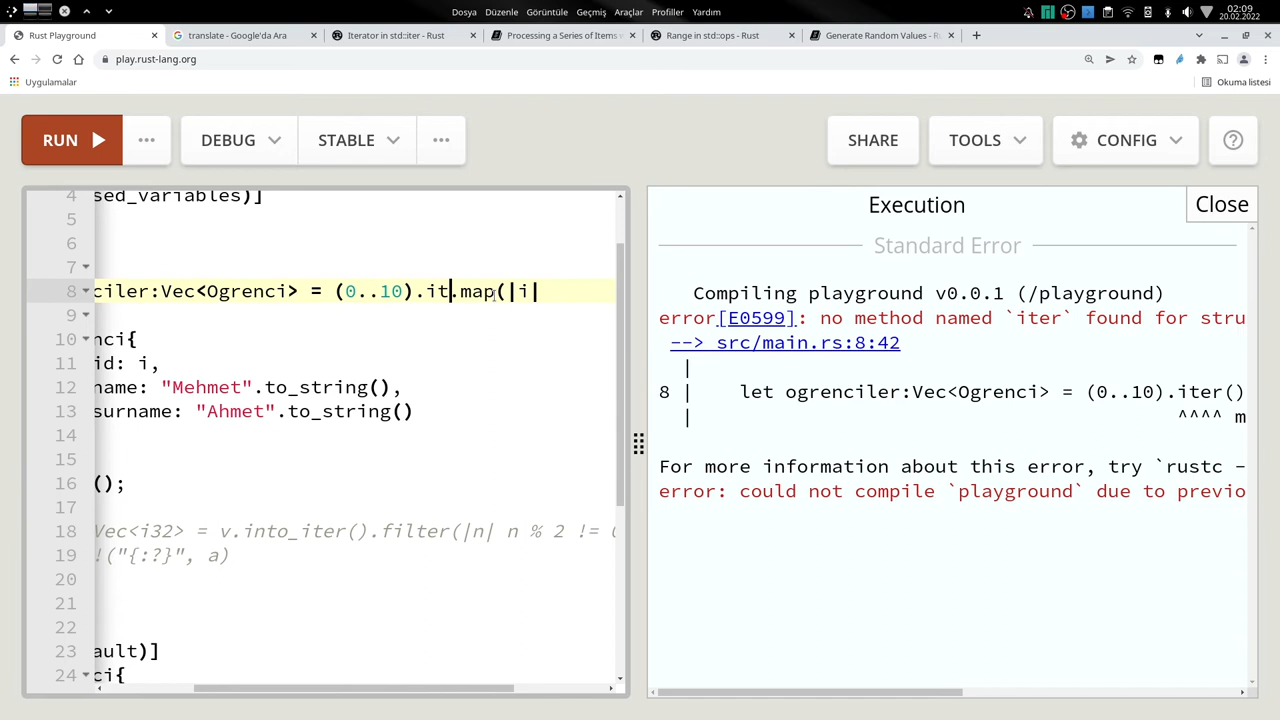 Dosya Düzenle Görüntüle Geçmiş Araçlar Profiller Yardım
02:09
20.02.2022
Rust Playground
translate - Google'da Ara
Iterator in std::iter - Rust
Processing a Series of Items
Range in std::ops - Rust
Generate Random Values - Ru
play.rust-lang.org
Uygulamalar
Okuma listesi
RUN
DEBUG
STABLE
SHARE
TOOLS
CONFIG
4 sed_variables)]
5
6
7
8 ciler:Vec<Ogrenci> = (0..10).it.map(|i|
9
10 nci{
11 id: i,
12 name: "Mehmet".to_string(),
13 surname: "Ahmet".to_string()
14
15
16 ();
17
18 Vec<i32> = v.into_iter().filter(|n| n % 2 !=
19 !("{:?}", a)
20
21
22
23 ault)]
24 ci{
Execution
Close
Standard Error
Compiling playground v0.0.1 (/playground)
error[E0599]: no method named `iter` found for stru
--> src/main.rs:8:42
|
8 | let ogrenciler:Vec<Ogrenci> = (0..10).iter()
| ^^^^ m
For more information about this error, try `rustc -
error: could not compile `playground` due to previo